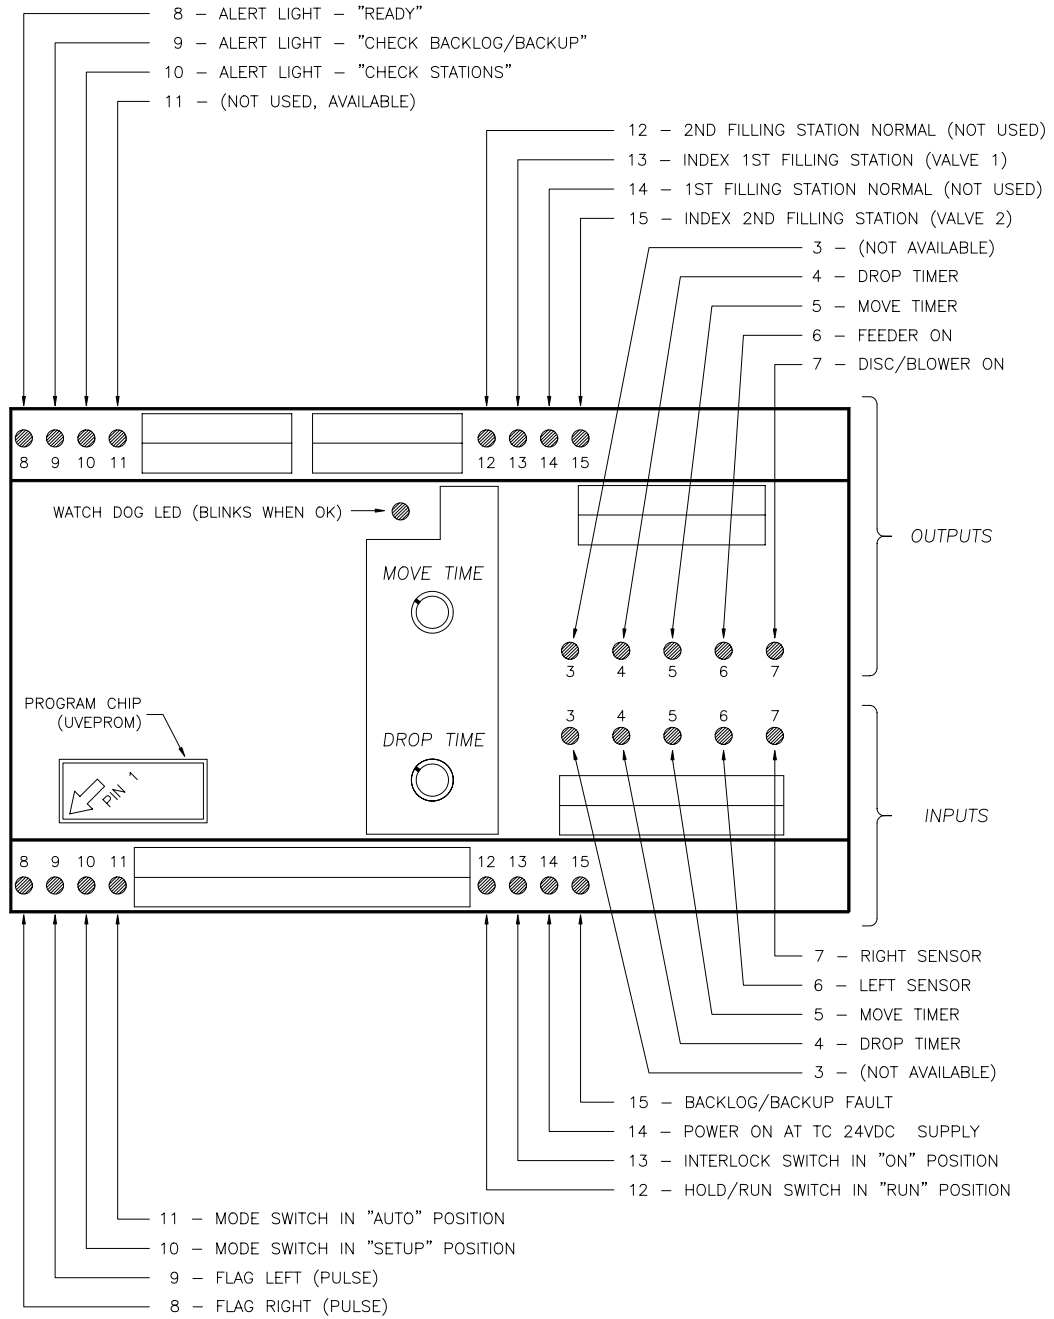 8 – ALERT LIGHT – "READY"
9 – ALERT LIGHT – "CHECK BACKLOG/BACKUP"
10 – ALERT LIGHT – "CHECK STATIONS"
11 – (NOT USED, AVAILABLE)
12 – 2ND FILLING STATION NORMAL (NOT USED)
13 – INDEX 1ST FILLING STATION (VALVE 1)
14 – 1ST FILLING STATION NORMAL (NOT USED)
15 – INDEX 2ND FILLING STATION (VALVE 2)
3 – (NOT AVAILABLE)
4 – DROP TIMER
5 – MOVE TIMER
6 – FEEDER ON
7 – DISC/BLOWER ON
8 9 10 11 12 13 14 15
WATCH DOG LED (BLINKS WHEN OK)
OUTPUTS
MOVE TIME
3 4 5 6 7
PROGRAM CHIP
(UVEPROM)
3 4 5 6 7
DROP TIME
PIN 1
INPUTS
8 9 10 11 12 13 14 15
7 – RIGHT SENSOR
6 – LEFT SENSOR
5 – MOVE TIMER
4 – DROP TIMER
3 – (NOT AVAILABLE)
15 – BACKLOG/BACKUP FAULT
14 – POWER ON AT TC 24VDC SUPPLY
13 – INTERLOCK SWITCH IN "ON" POSITION
12 – HOLD/RUN SWITCH IN "RUN" POSITION
11 – MODE SWITCH IN "AUTO" POSITION
10 – MODE SWITCH IN "SETUP" POSITION
9 – FLAG LEFT (PULSE)
8 – FLAG RIGHT (PULSE)